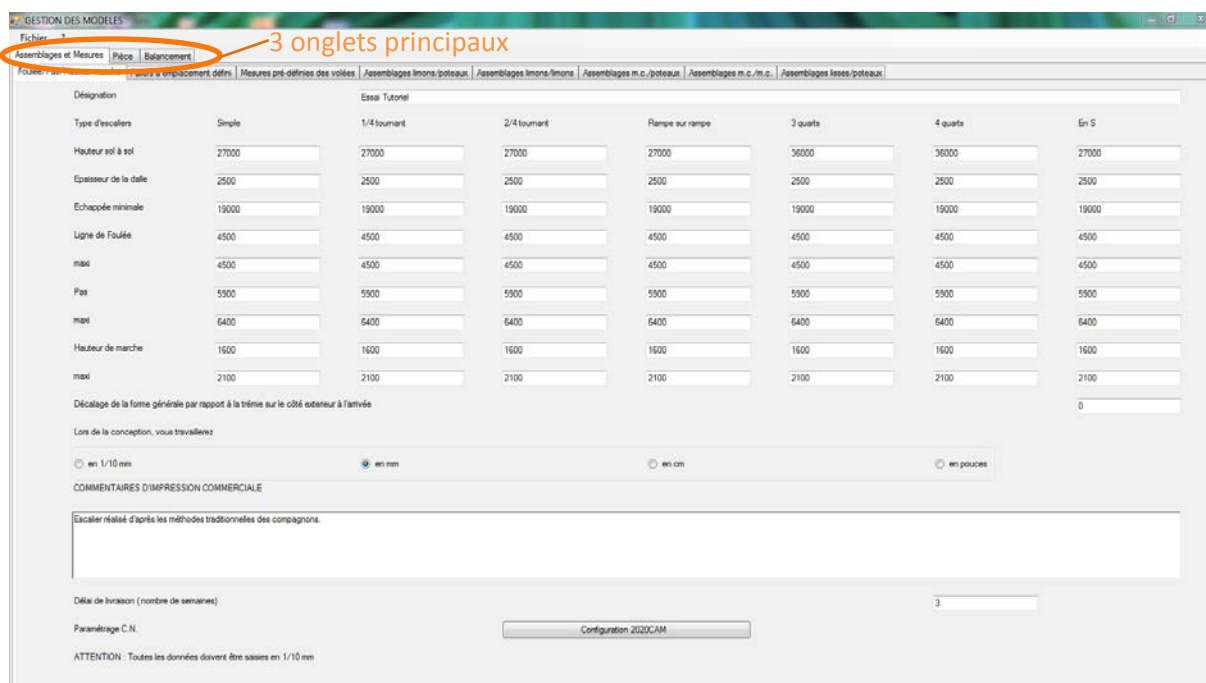 GESTION DES MODELES
Fichier ?
3 onglets principaux
Assemblages et Mesures Pièce Balancement
emplacement défini Mesures pré-définies des volées Assemblages limons/poteaux Assemblages limons/limons Assemblages m.c./poteaux Assemblages m.c./m.c. Assemblages lisses/poteaux
Désignation Essai Tutoriel
Type d'escaliers Simple 1/4 tournant 2/4 tournant Rampe sur rampe 3 quarts 4 quarts En S
Hauteur sol à sol 27000 27000 27000 27000 36000 36000 27000
Epaisseur de la dalle 2500 2500 2500 2500 2500 2500 2500
Echappée minimale 19000 19000 19000 19000 19000 19000 19000
Ligne de Foulée 4500 4500 4500 4500 4500 4500 4500
maxi 4500 4500 4500 4500 4500 4500 4500
Pas 5900 5900 5900 5900 5900 5900 5900
maxi 6400 6400 6400 6400 6400 6400 6400
Hauteur de marche 1600 1600 1600 1600 1600 1600 1600
maxi 2100 2100 2100 2100 2100 2100 2100
Décalage de la forme générale par rapport à la trémie sur le côté exterieur à l'arrivée 0
Lors de la conception, vous travaillerez
en 1/10 mm en mm en cm en pouces
COMMENTAIRES D'IMPRESSION COMMERCIALE
Escalier réalisé d'après les méthodes traditionnelles des compagnons.
Délai de livraison ( nombre de semaines) 3
Paramétrage C.N. Configuration 2020CAM
ATTENTION : Toutes les données doivent être saisies en 1/10 mm